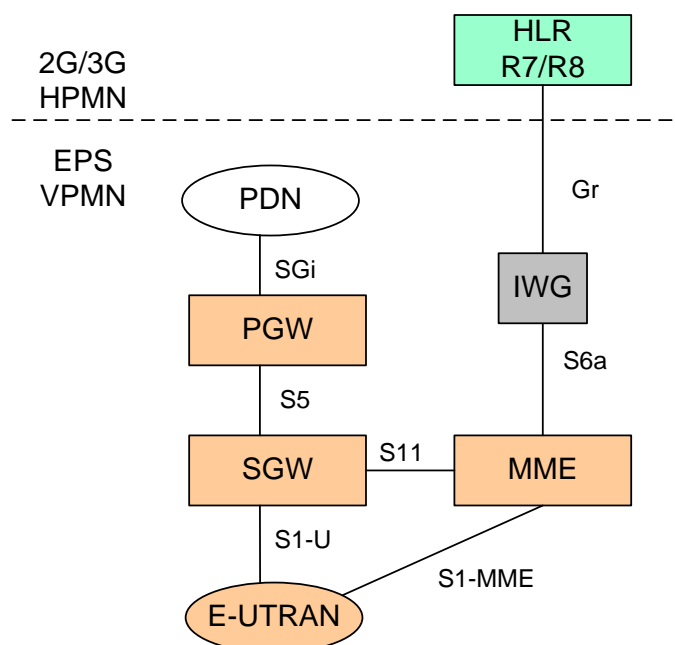 HLR
R7/R8
2G/3G
HPMN
EPS
VPMN
PDN
Gr
SGi
IWG
PGW
S6a
S5
S11
SGW
MME
S1-U
S1-MME
E-UTRAN